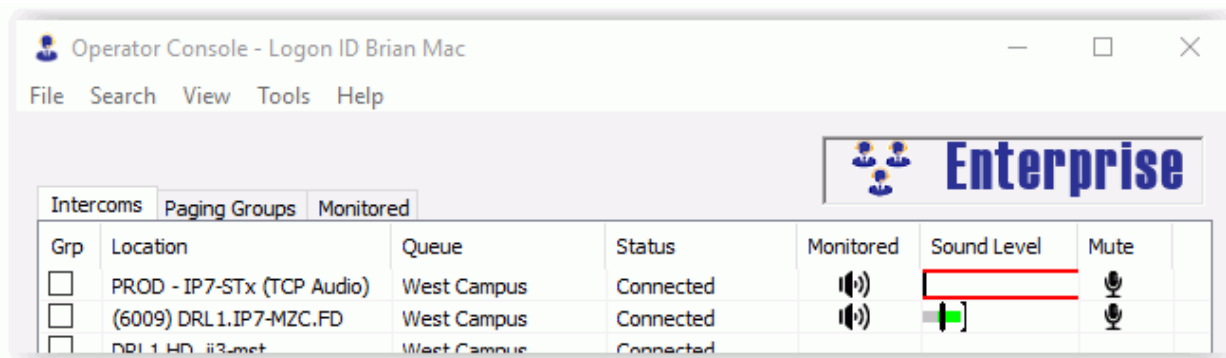 Operator Console - Logon ID Brian Mac
File Search View Tools Help
Enterprise
Intercoms Paging Groups Monitored
Grp Location Queue Status Monitored Sound Level Mute
PROD - IP7-STx (TCP Audio) West Campus Connected
(6009) DRL1.IP7-MZC.FD West Campus Connected
West Campus Connected